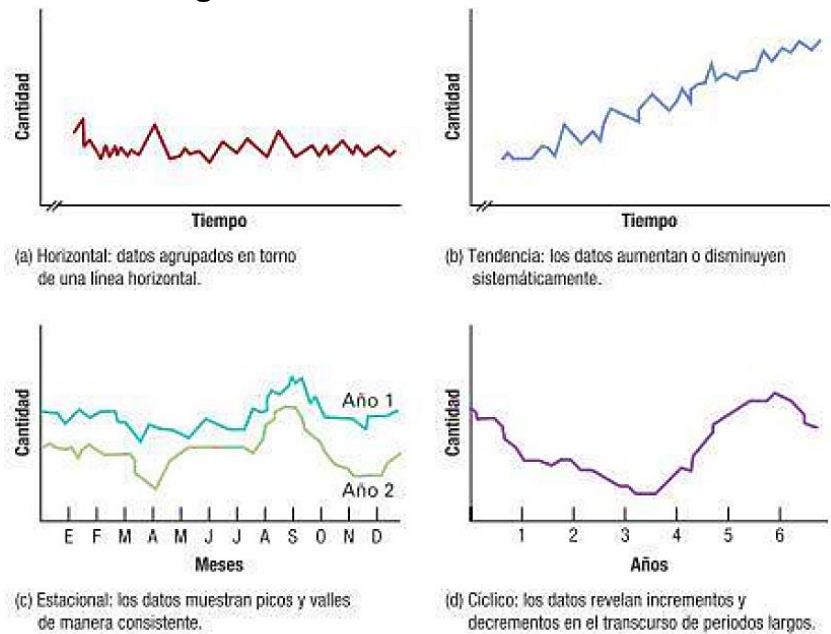 Cantidad
Tiempo
(a) Horizontal: datos agrupados en torno
de una línea horizontal.
Cantidad
Tiempo
(b) Tendencia: los datos aumentan o disminuyen
sistemáticamente.
Cantidad
Año 1
Año 2
E F M A M J J A S O N D
Meses
(c) Estacional: los datos muestran picos y valles
de manera consistente.
Cantidad
1 2 3 4 5 6
Años
(d) Cíclico: los datos revelan incrementos y
decrementos en el transcurso de periodos largos.